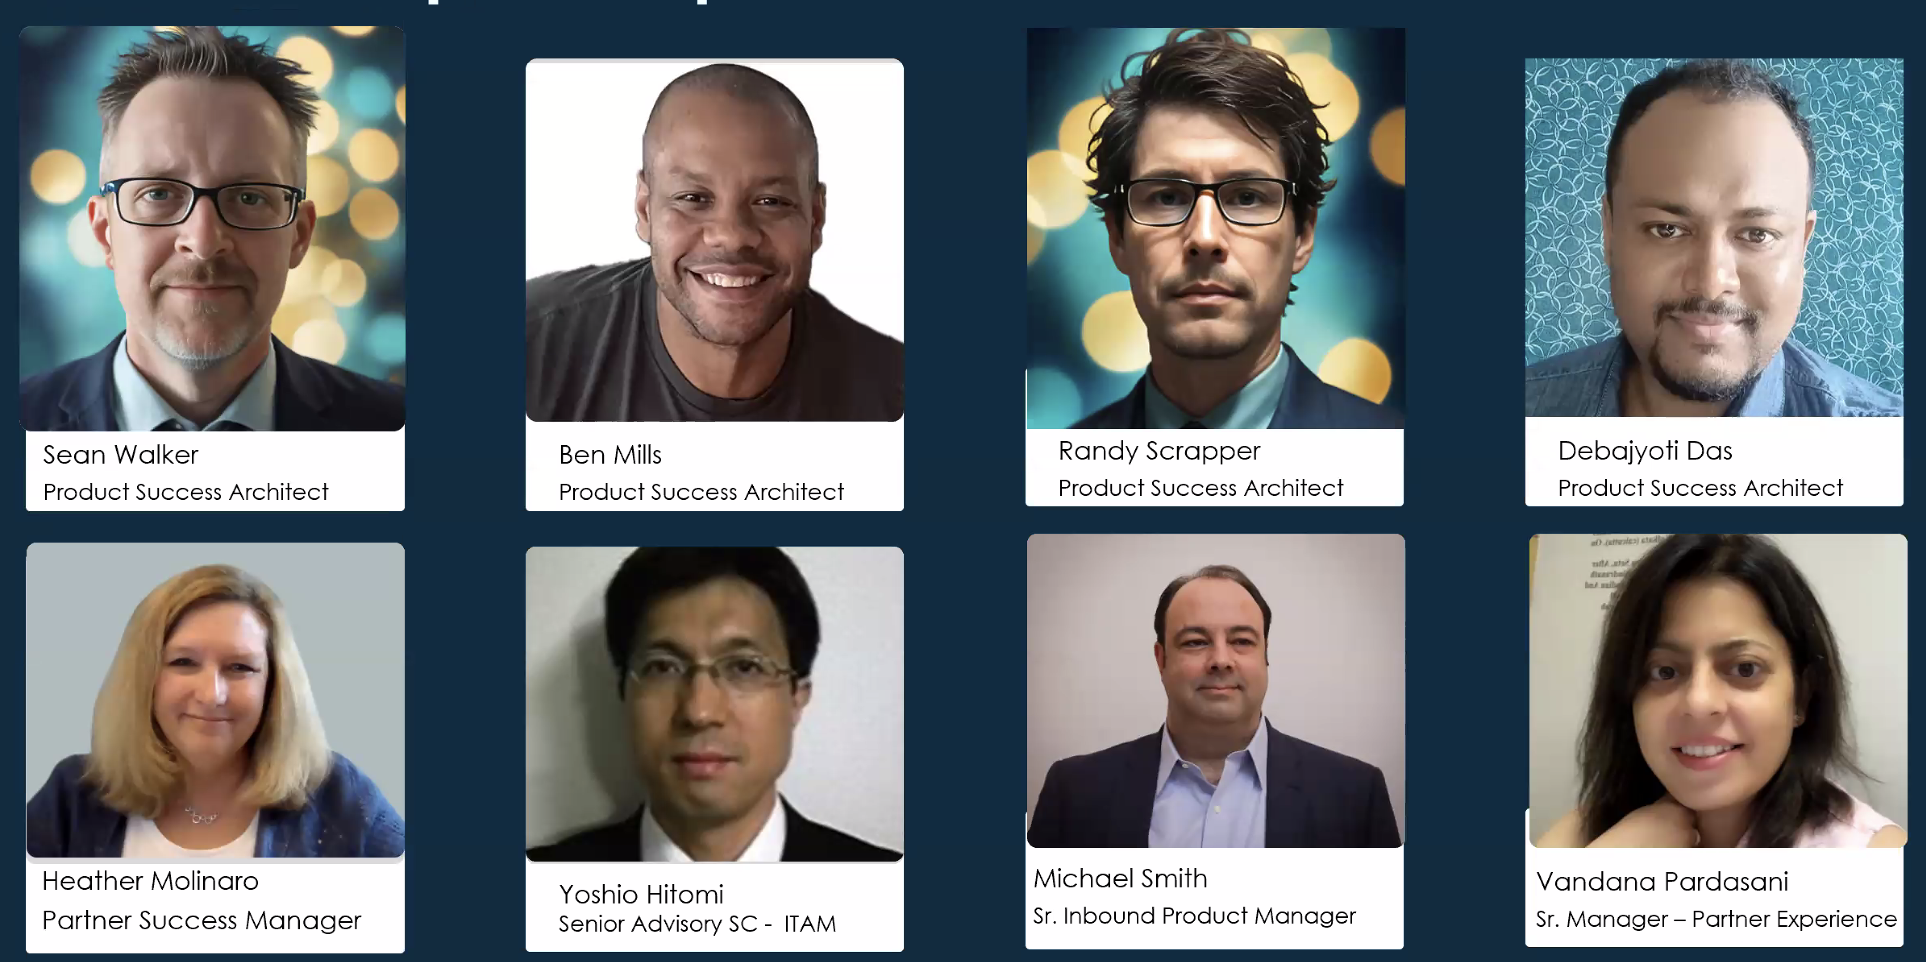 Sean Walker
Product Success Architect
Ben Mills
Product Success Architect
Randy Scrapper
Product Success Architect
Debajyoti Das
Product Success Architect
Heather Molinaro
Partner Success Manager
Yoshio Hitomi
Senior Advisory SC - ITAM
Michael Smith
Sr. Inbound Product Manager
Vandana Pardasani
Sr. Manager – Partner Experience